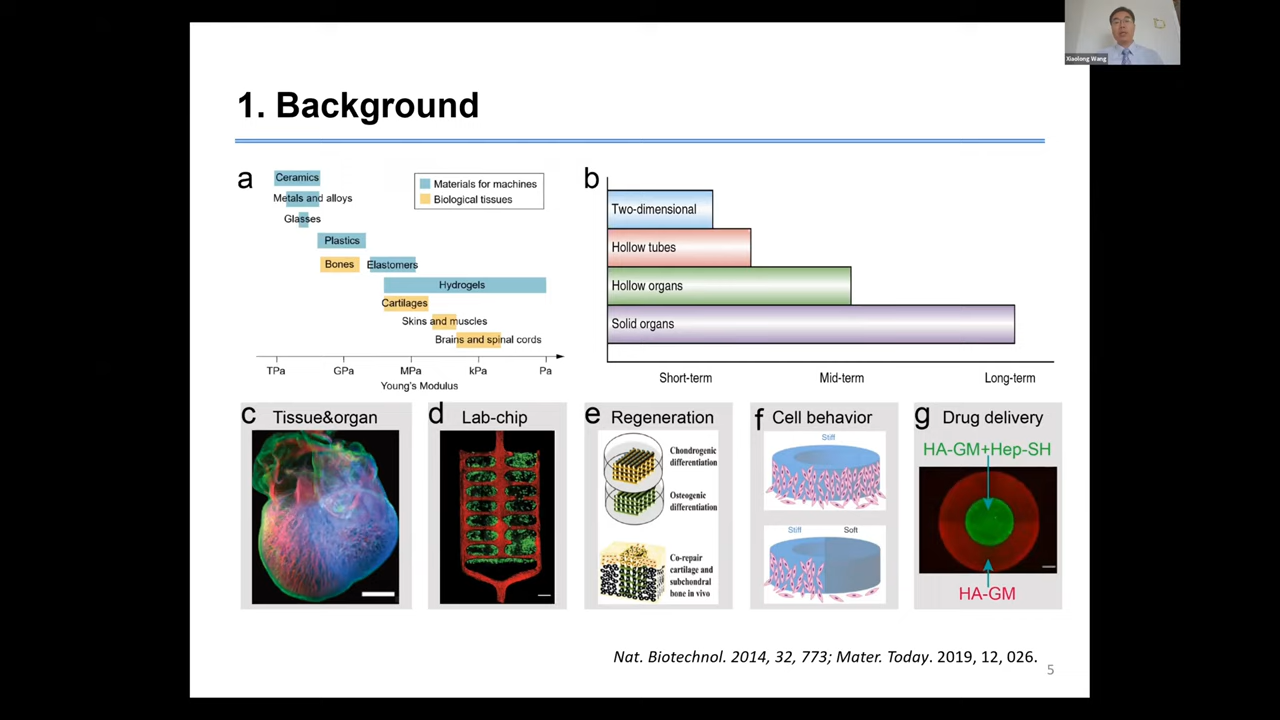 Xiaolong Wang
1. Background
a
Ceramics
Metals and alloys
Glasses
Plastics
Bones
Elastomers
Hydrogels
Cartilages
Skins and muscles
Brains and spinal cords
Materials for machines
Biological tissues
TPa GPa MPa kPa Pa
Young's Modulus
b
Two-dimensional
Hollow tubes
Hollow organs
Solid organs
Short-term Mid-term Long-term
c Tissue&organ
d Lab-chip
e Regeneration
Chondrogenic
differentiation
Osteogenic
differentiation
Co-repair
cartilage and
subchondral
bone in vivo
f Cell behavior
Stiff
Stiff Soft
g Drug delivery
HA-GM+Hep-SH
HA-GM
Nat. Biotechnol. 2014, 32, 773; Mater. Today. 2019, 12, 026.
5